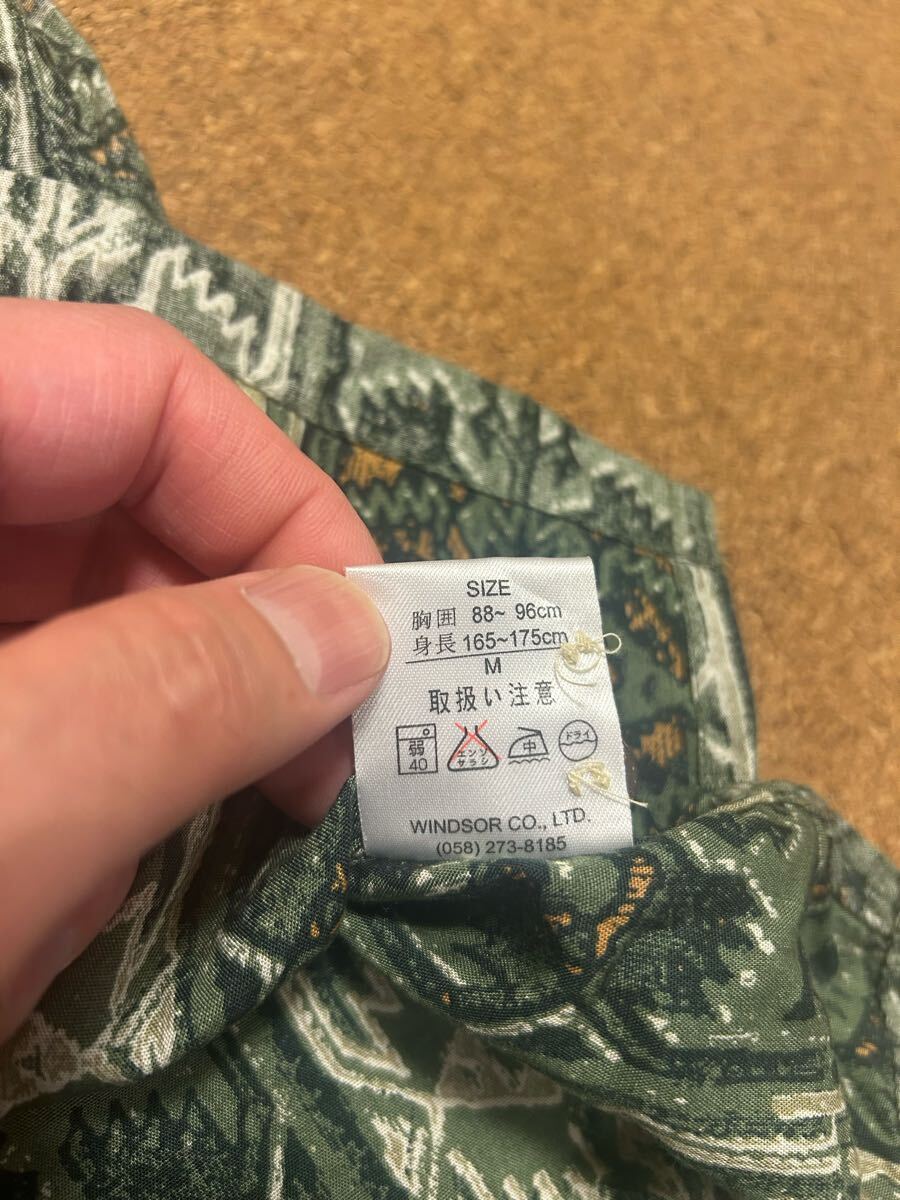 SIZE
胸囲 88~ 96cm
身長 165~175cm
M
取扱い注意
弱
40
エンソ
サラシ
中
ドライ
WINDSOR CO., LTD.
(058) 273-8185